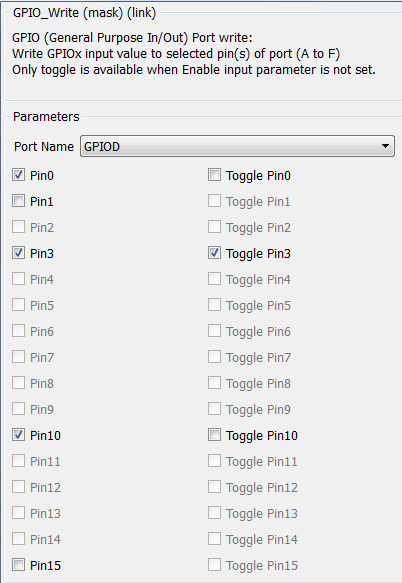 GPIO_Write (mask) (link)
GPIO (General Purpose In/Out) Port write:
Write GPIOx input value to selected pin(s) of port (A to F)
Only toggle is available when Enable input parameter is not set.
Parameters
Port Name GPIOD
Pin0 Toggle Pin0
Pin1 Toggle Pin1
Pin2 Toggle Pin2
Pin3 Toggle Pin3
Pin4 Toggle Pin4
Pin5 Toggle Pin5
Pin6 Toggle Pin6
Pin7 Toggle Pin7
Pin8 Toggle Pin8
Pin9 Toggle Pin9
Pin10 Toggle Pin10
Pin11 Toggle Pin11
Pin12 Toggle Pin12
Pin13 Toggle Pin13
Pin14 Toggle Pin14
Pin15 Toggle Pin15